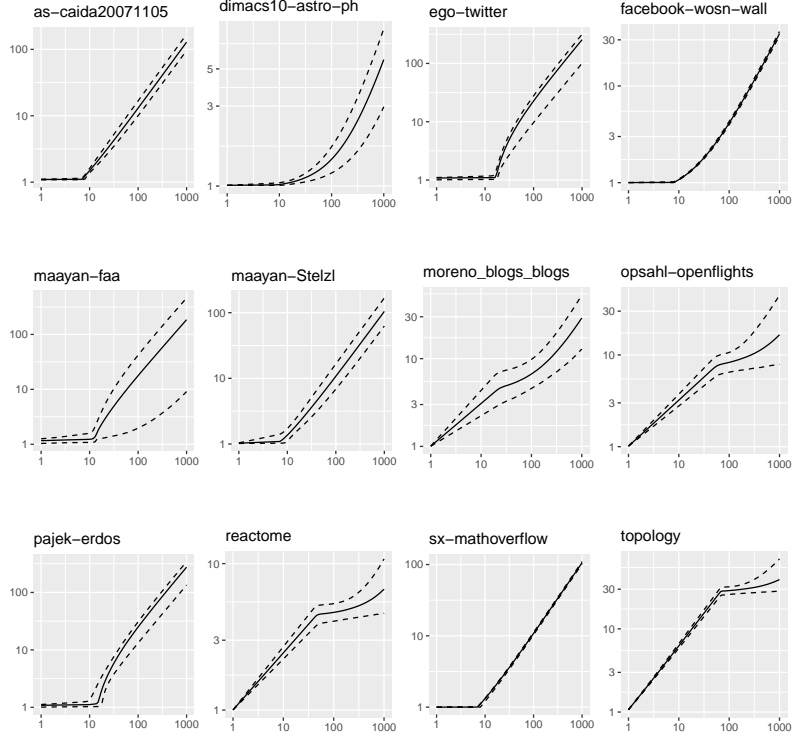 as−caida20071105
100
10
1
1 10 100 1000
dimacs10−astro−ph
5
3
1
1 10 100 1000
ego−twitter
100
10
1
1 10 100 1000
facebook−wosn−wall
30
10
3
1
1 10 100 1000
maayan−faa
100
10
1
1 10 100 1000
maayan−Stelzl
100
10
1
1 10 100 1000
moreno_blogs_blogs
30
10
3
1
1 10 100 1000
opsahl−openflights
30
10
3
1
1 10 100 1000
pajek−erdos
100
10
1
1 10 100 1000
reactome
10
3
1
1 10 100 1000
sx−mathoverflow
100
10
1
1 10 100 1000
topology
30
10
3
1
1 10 100 1000